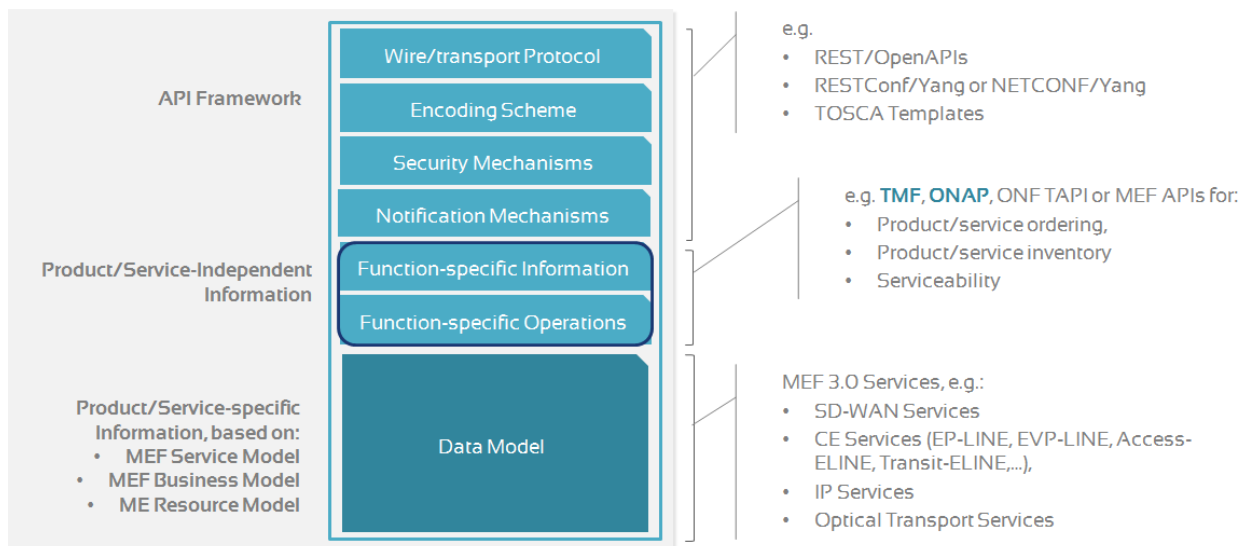 API Framework
Wire/transport Protocol
Encoding Scheme
Security Mechanisms
Notification Mechanisms
e.g.
• REST/OpenAPIs
• RESTConf/Yang or NETCONF/Yang
• TOSCA Templates
Product/Service-Independent
Information
Function-specific Information
Function-specific Operations
e.g. TMF, ONAP, ONF TAPI or MEF APIs for:
• Product/service ordering,
• Product/service inventory
• Serviceability
Product/Service-specific
Information, based on:
• MEF Service Model
• MEF Business Model
• ME Resource Model
Data Model
MEF 3.0 Services, e.g.:
• SD-WAN Services
• CE Services (EP-LINE, EVP-LINE, Access-
ELINE, Transit-ELINE,...),
• IP Services
• Optical Transport Services